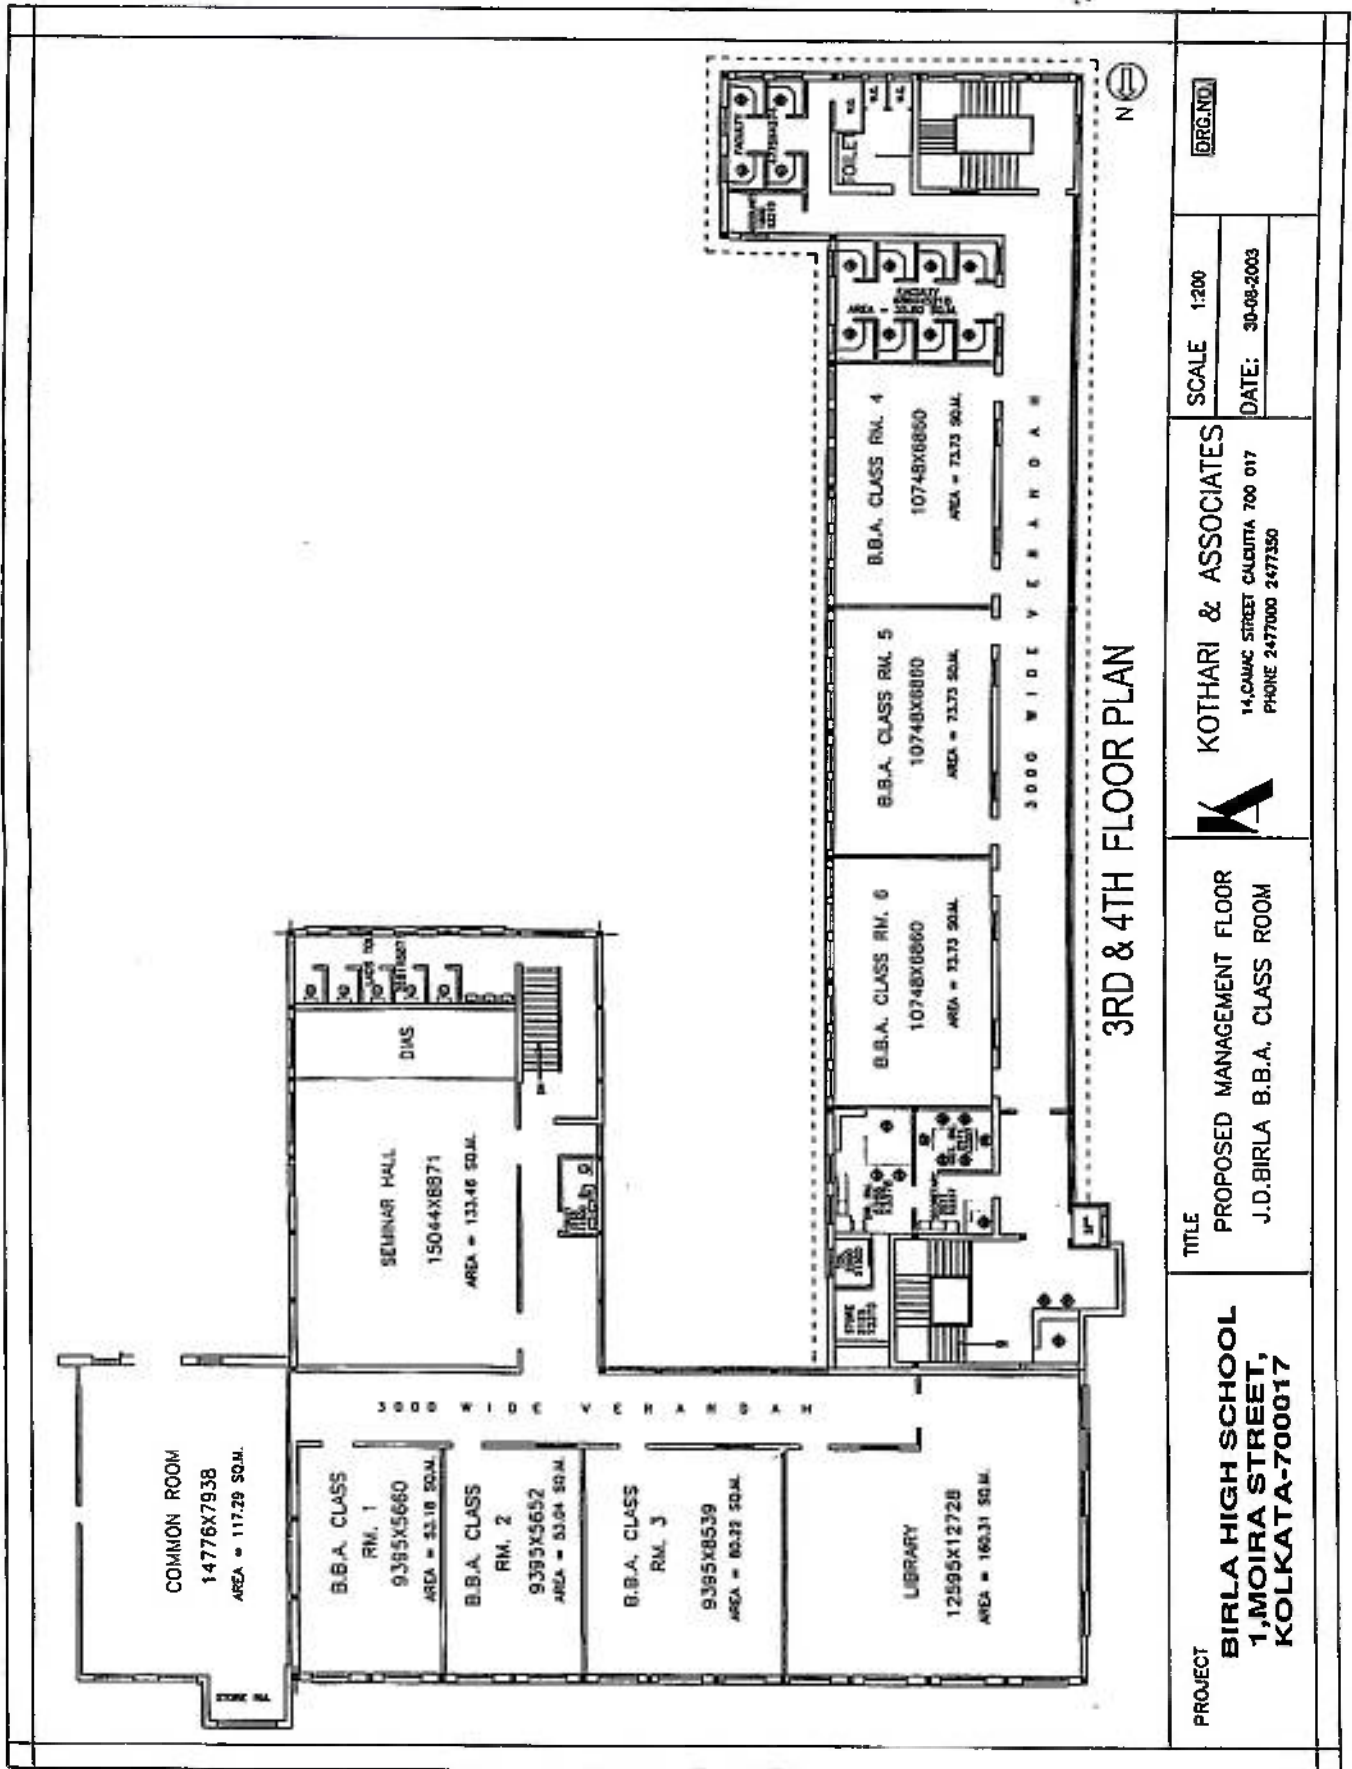 COMMON ROOM
14776X7938
AREA = 117.29 SQ.M.
STORE RM.
B.B.A. CLASS
RM. 1
9395X5660
AREA = 53.18 SQ.M.
B.B.A. CLASS
RM. 2
9395X5652
AREA = 53.04 SQ.M.
B.B.A. CLASS
RM. 3
9395X8539
AREA = 80.22 SQ.M.
LIBRARY
12595X12728
AREA = 160.31 SQ.M.
3000 WIDE VERANDAH
SEMINAR HALL
15044X8871
AREA = 133.46 SQ.M.
DIAS
STORE
B.B.A. CLASS RM. 6
10748X6860
AREA = 73.73 SQ.M.
B.B.A. CLASS RM. 5
10748X6860
AREA = 73.73 SQ.M.
B.B.A. CLASS RM. 4
10748X6860
AREA = 73.73 SQ.M.
3000 WIDE VERANDAH
FACULTY
AREA =
FACULTY
TOILET
W.C.
W.C.
W.C.
N
3RD & 4TH FLOOR PLAN
PROJECT
BIRLA HIGH SCHOOL
1,MOIRA STREET,
KOLKATA-700017
TITLE
PROPOSED MANAGEMENT FLOOR
J.D.BIRLA B.B.A. CLASS ROOM
KOTHARI & ASSOCIATES
14,CAMAC STREET CALCUTTA 700 017
PHONE 2477000 2477350
SCALE 1:200
DATE: 30-08-2003
DRG.NO.